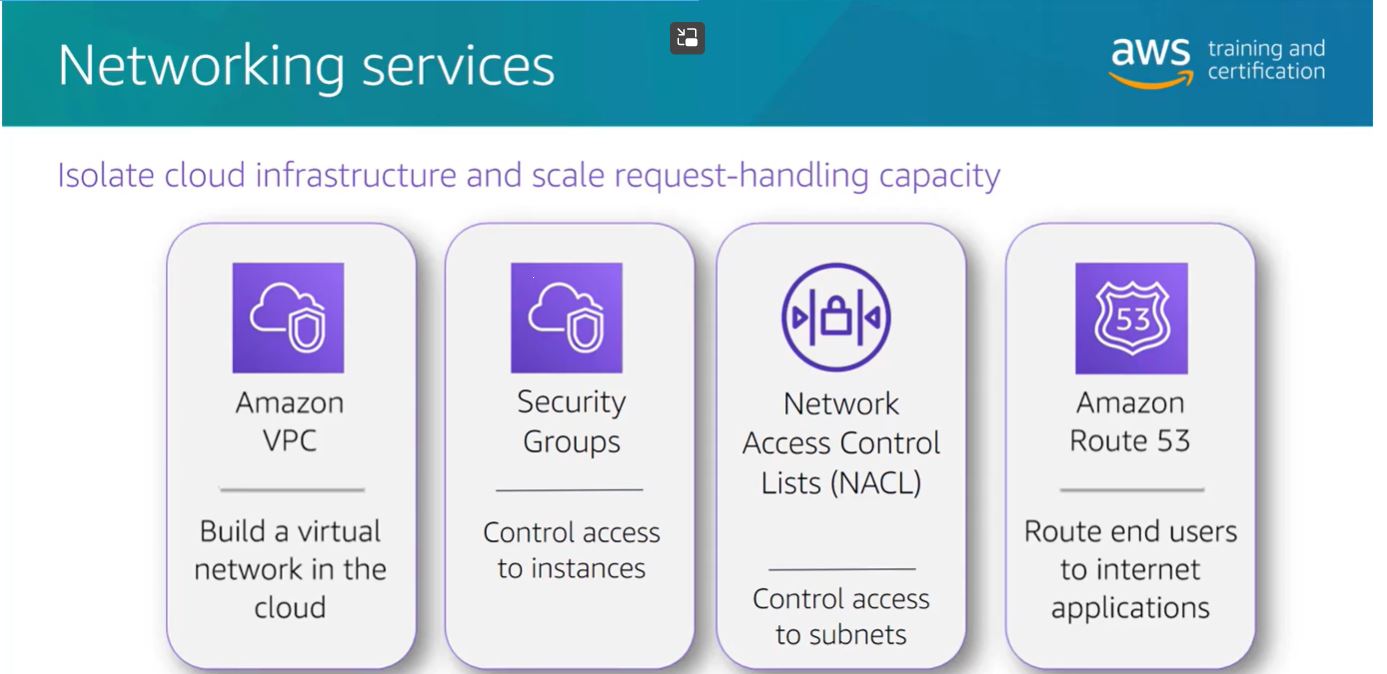 Networking services
aws
training and
certification
Isolate cloud infrastructure and scale request-handling capacity
Amazon
VPC
Build a virtual
network in the
cloud
Security
Groups
Control access
to instances
Network
Access Control
Lists (NACL)
Control access
to subnets
53
Amazon
Route 53
Route end users
to internet
applications